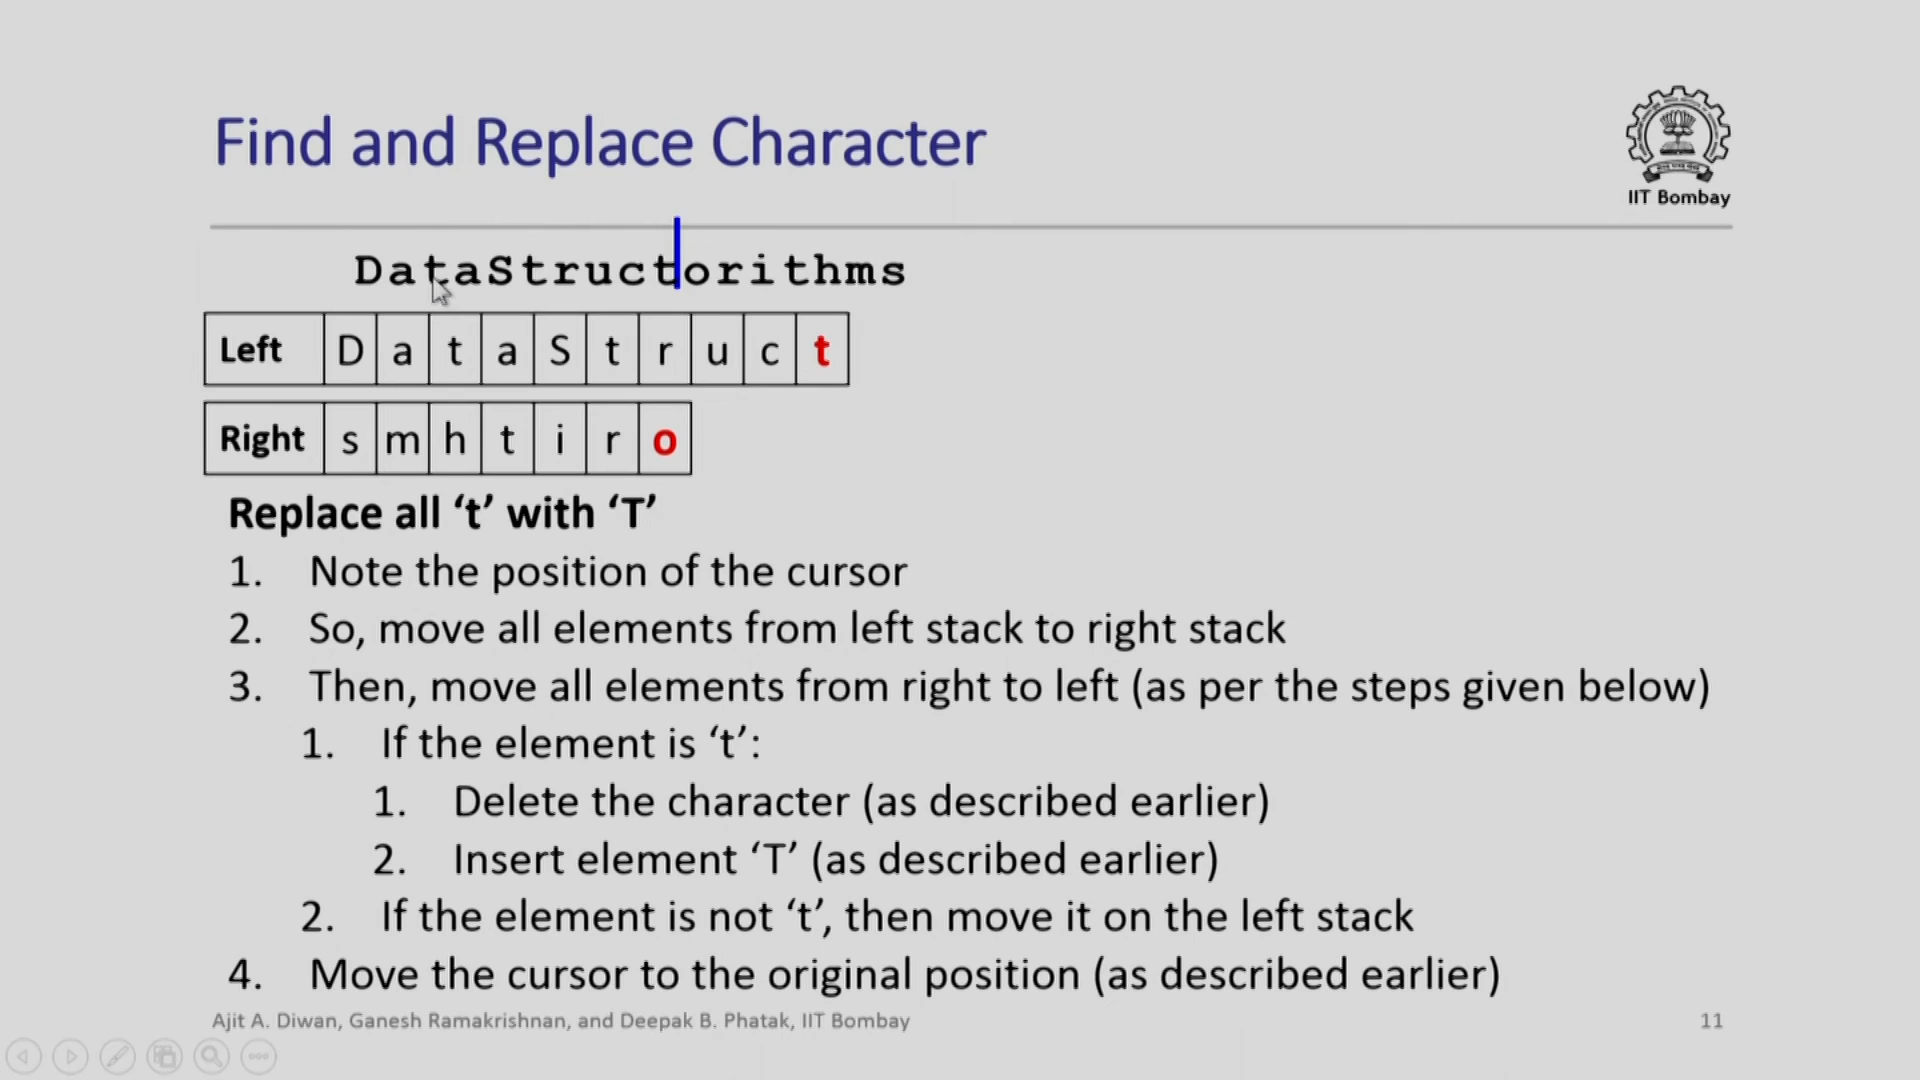 Find and Replace Character
IIT Bombay
DataStructorithms
Left D a t a S t r u c t
Right s m h t i r o
Replace all ‘t’ with ‘T’
1. Note the position of the cursor
2. So, move all elements from left stack to right stack
3. Then, move all elements from right to left (as per the steps given below)
1. If the element is ‘t’:
1. Delete the character (as described earlier)
2. Insert element ‘T’ (as described earlier)
2. If the element is not ‘t’, then move it on the left stack
4. Move the cursor to the original position (as described earlier)
Ajit A. Diwan, Ganesh Ramakrishnan, and Deepak B. Phatak, IIT Bombay 11